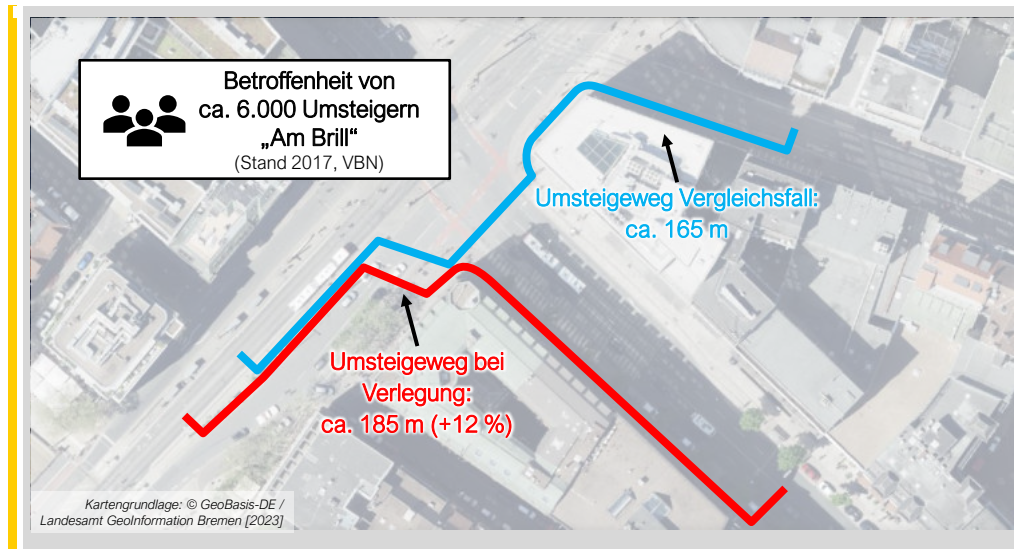 Betroffenheit von
ca. 6.000 Umsteigern
„Am Brill“
(Stand 2017, VBN)
Umsteigeweg Vergleichsfall:
ca. 165 m
Umsteigeweg bei
Verlegung:
ca. 185 m (+12 %)
Kartengrundlage: © GeoBasis-DE /
Landesamt GeoInformation Bremen [2023]